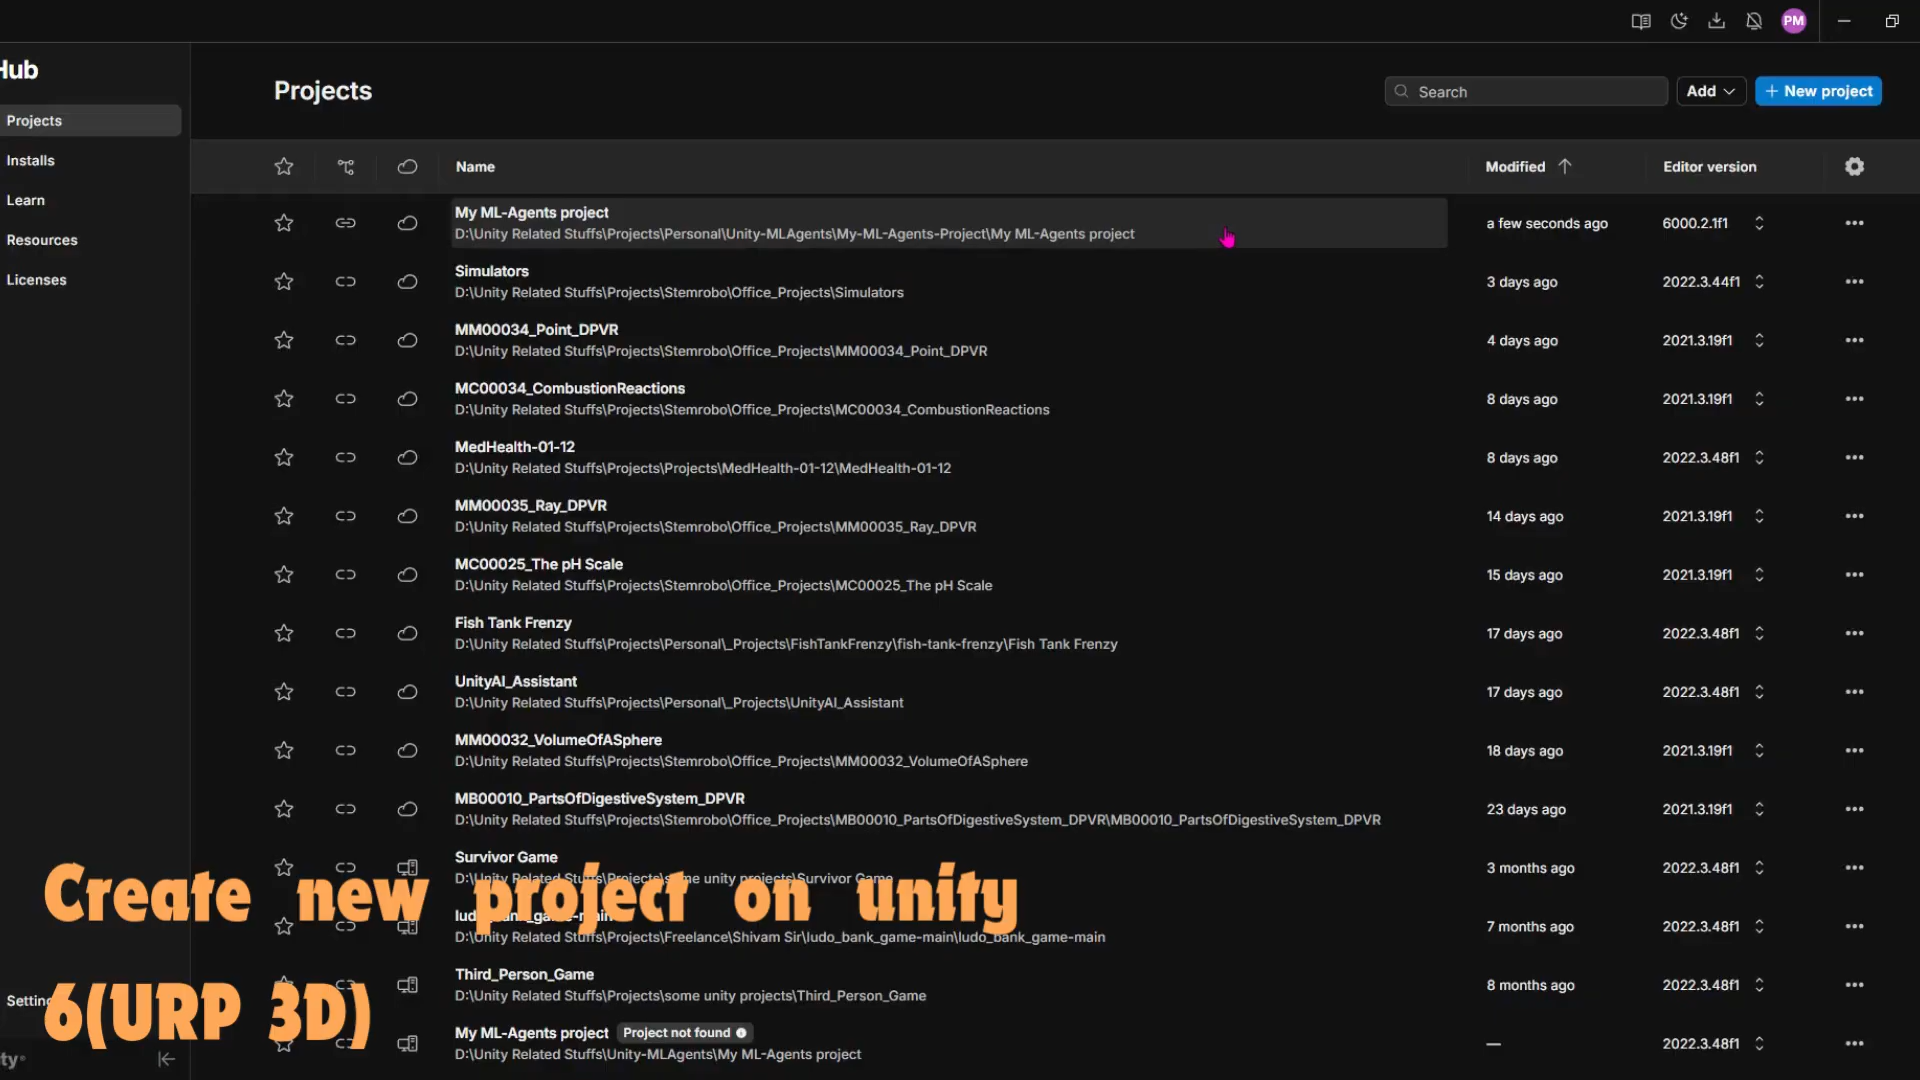 PM
Hub
Projects
Search
Add
+ New project
Projects
Installs
Learn
Resources
Licenses
Name
Modified
Editor version
My ML-Agents project
D:\Unity Related Stuffs\Projects\Personal\Unity-MLAgents\My-ML-Agents-Project\My ML-Agents project
a few seconds ago
6000.2.1f1
Simulators
D:\Unity Related Stuffs\Projects\Stemrobo\Office_Projects\Simulators
3 days ago
2022.3.44f1
MM00034_Point_DPVR
D:\Unity Related Stuffs\Projects\Stemrobo\Office_Projects\MM00034_Point_DPVR
4 days ago
2021.3.19f1
MC00034_CombustionReactions
D:\Unity Related Stuffs\Projects\Stemrobo\Office_Projects\MC00034_CombustionReactions
8 days ago
2021.3.19f1
MedHealth-01-12
D:\Unity Related Stuffs\Projects\Projects\MedHealth-01-12\MedHealth-01-12
8 days ago
2022.3.48f1
MM00035_Ray_DPVR
D:\Unity Related Stuffs\Projects\Stemrobo\Office_Projects\MM00035_Ray_DPVR
14 days ago
2021.3.19f1
MC00025_The pH Scale
D:\Unity Related Stuffs\Projects\Stemrobo\Office_Projects\MC00025_The pH Scale
15 days ago
2021.3.19f1
Fish Tank Frenzy
D:\Unity Related Stuffs\Projects\Personal\_Projects\FishTankFrenzy\fish-tank-frenzy\Fish Tank Frenzy
17 days ago
2022.3.48f1
UnityAI_Assistant
D:\Unity Related Stuffs\Projects\Personal\_Projects\UnityAI_Assistant
17 days ago
2022.3.48f1
MM00032_VolumeOfASphere
D:\Unity Related Stuffs\Projects\Stemrobo\Office_Projects\MM00032_VolumeOfASphere
18 days ago
2021.3.19f1
MB00010_PartsOfDigestiveSystem_DPVR
D:\Unity Related Stuffs\Projects\Stemrobo\Office_Projects\MB00010_PartsOfDigestiveSystem_DPVR\MB00010_PartsOfDigestiveSystem_DPVR
23 days ago
2021.3.19f1
Survivor Game
D:\Unity Related Stuffs\Projects\some unity projects\Survivor Game
3 months ago
2022.3.48f1
ludo_bank_game-main
D:\Unity Related Stuffs\Projects\Freelance\Shivam Sir\ludo_bank_game-main\ludo_bank_game-main
7 months ago
2022.3.48f1
Third_Person_Game
D:\Unity Related Stuffs\Projects\some unity projects\Third_Person_Game
8 months ago
2022.3.48f1
My ML-Agents project Project not found
D:\Unity Related Stuffs\Unity-MLAgents\My ML-Agents project
—
2022.3.48f1
Create new project on unity
6(URP 3D)
Setting
ty